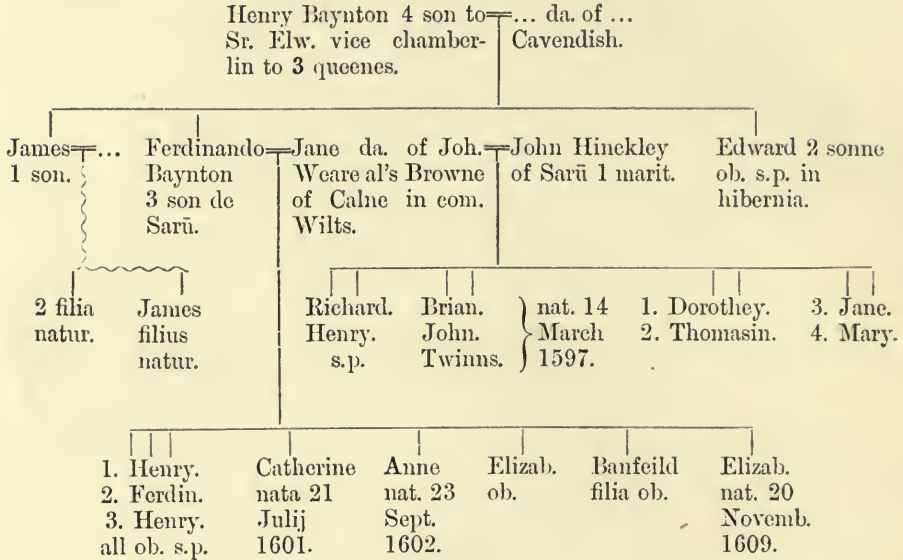 Henry Baynton 4 son to
Sr. Elw. vice chamber-
lin to 3 queenes.
... da. of ...
Cavendish.
James
1 son.
...
Ferdinando
Baynton
3 son de
Sarū.
Jane da. of Joh.
Weare al's Browne
of Calne in com.
Wilts.
John Hinckley
of Sarū 1 marit.
Edward 2 sonne
ob. s.p. in
hibernia.
2 filia
natur.
James
filius
natur.
Richard.
Henry.
s.p.
Brian.
John.
Twinns.
nat. 14
March
1597.
1. Dorothey.
2. Thomasin.
3. Jane.
4. Mary.
1. Henry.
2. Ferdin.
3. Henry.
all ob. s.p.
Catherine
nata 21
Julij
1601.
Anne
nat. 23
Sept.
1602.
Elizab.
ob.
Banfeild
filia ob.
Elizab.
nat. 20
Novemb.
1609.